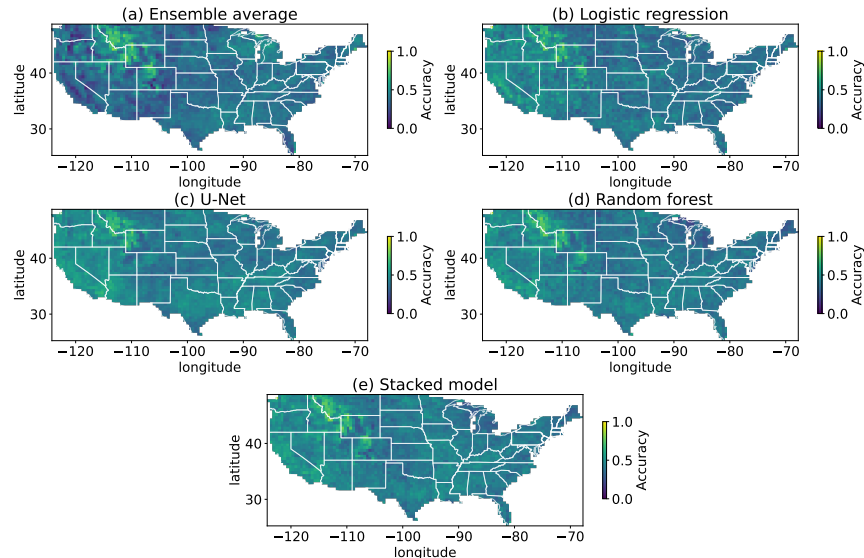 (a) Ensemble average
(b) Logistic regression
latitude
40
30
1.0
0.5
0.0
Accuracy
latitude
40
30
1.0
0.5
0.0
Accuracy
−120 −110 −100 −90 −80 −70
longitude
−120 −110 −100 −90 −80 −70
longitude
(c) U-Net
(d) Random forest
latitude
40
30
1.0
0.5
0.0
Accuracy
latitude
40
30
1.0
0.5
0.0
Accuracy
−120 −110 −100 −90 −80 −70
longitude
−120 −110 −100 −90 −80 −70
longitude
(e) Stacked model
latitude
40
30
1.0
0.5
0.0
Accuracy
−120 −110 −100 −90 −80 −70
longitude